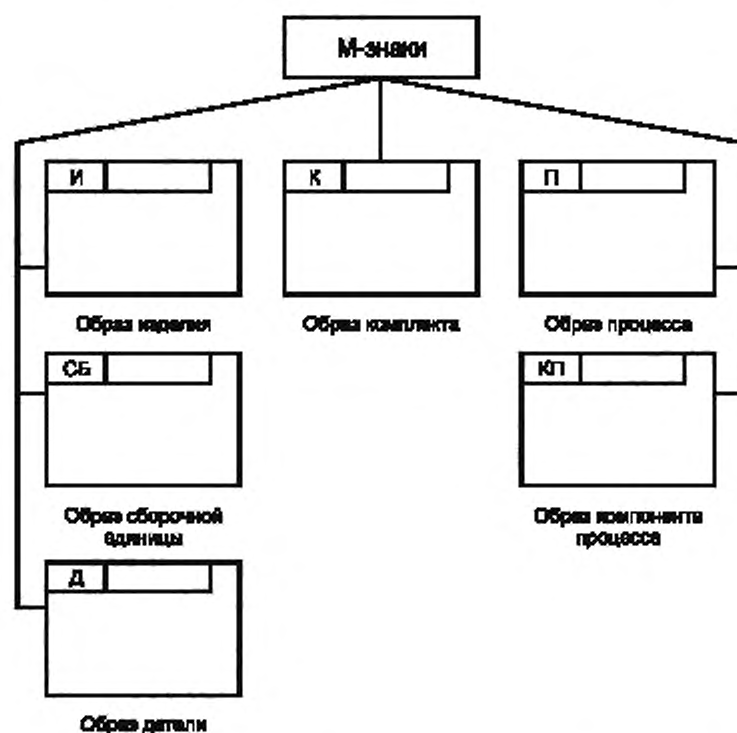 М-знаки
И
К
П
Образ изделия
Образ комплекта
Образ процесса
СБ
КП
Образ сборочной
единицы
Образ компонента
процесса
Д
Образ детали